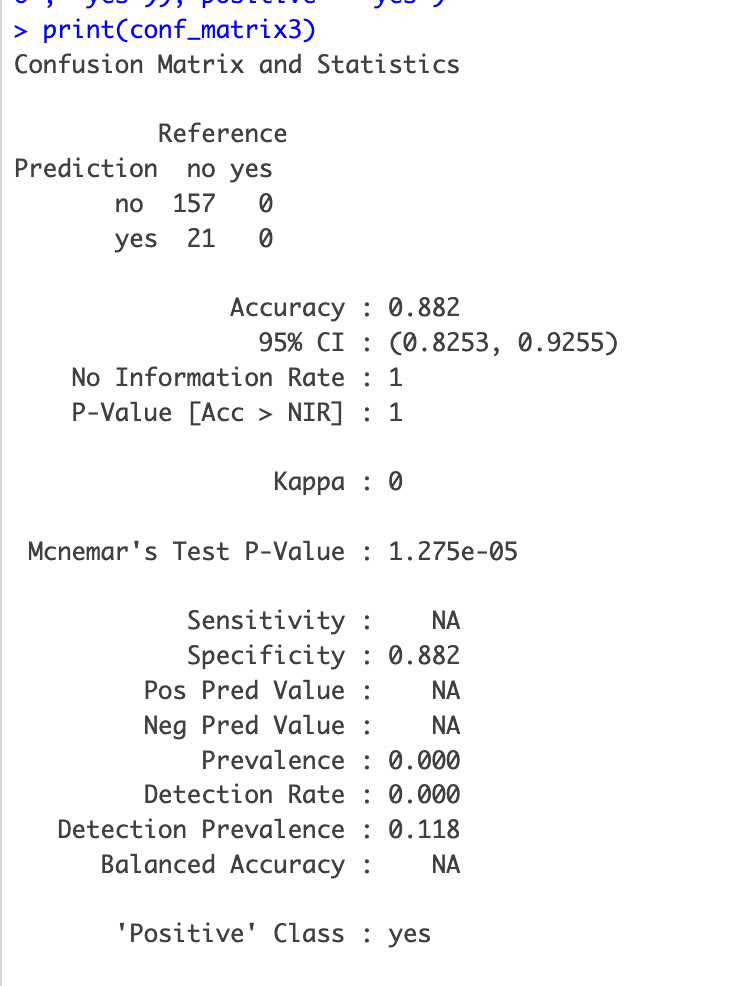 > print(conf_matrix3)
Confusion Matrix and Statistics
Reference
Prediction no yes
no 157 0
yes 21 0
Accuracy : 0.882
95% CI : (0.8253, 0.9255)
No Information Rate : 1
P-Value [Acc > NIR] : 1
Kappa : 0
Mcnemar's Test P-Value : 1.275e-05
Sensitivity : NA
Specificity : 0.882
Pos Pred Value : NA
Neg Pred Value : NA
Prevalence : 0.000
Detection Rate : 0.000
Detection Prevalence : 0.118
Balanced Accuracy : NA
'Positive' Class : yes